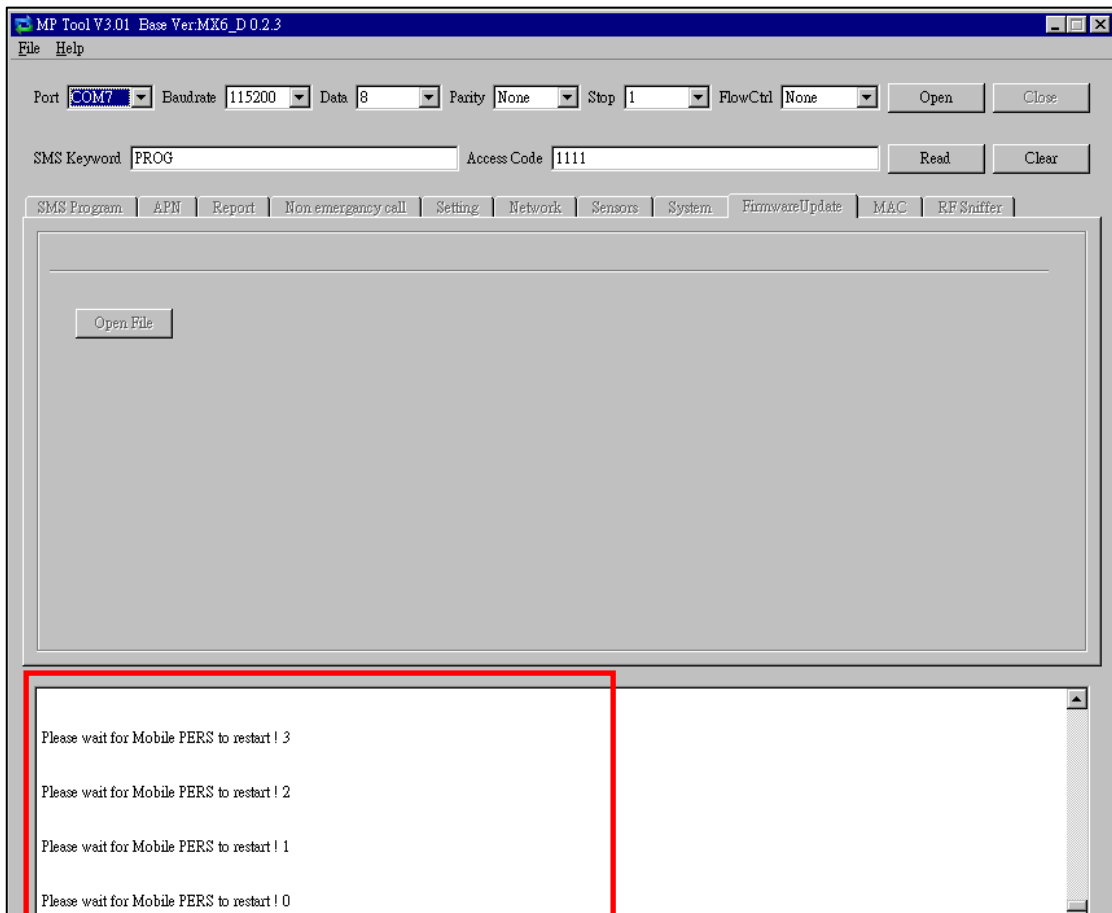 MP Tool V3.01 Base Ver:MX6_D 0.2.3
File Help
Port COM7 Baudrate 115200 Data 8 Parity None Stop 1 FlowCtrl None Open Close
SMS Keyword PROG Access Code 1111 Read Clear
SMS Program APN Report Non emergancy call Setting Network Sensors System FirmwareUpdate MAC RF Sniffer
Open File
Please wait for Mobile PERS to restart ! 3
Please wait for Mobile PERS to restart ! 2
Please wait for Mobile PERS to restart ! 1
Please wait for Mobile PERS to restart ! 0